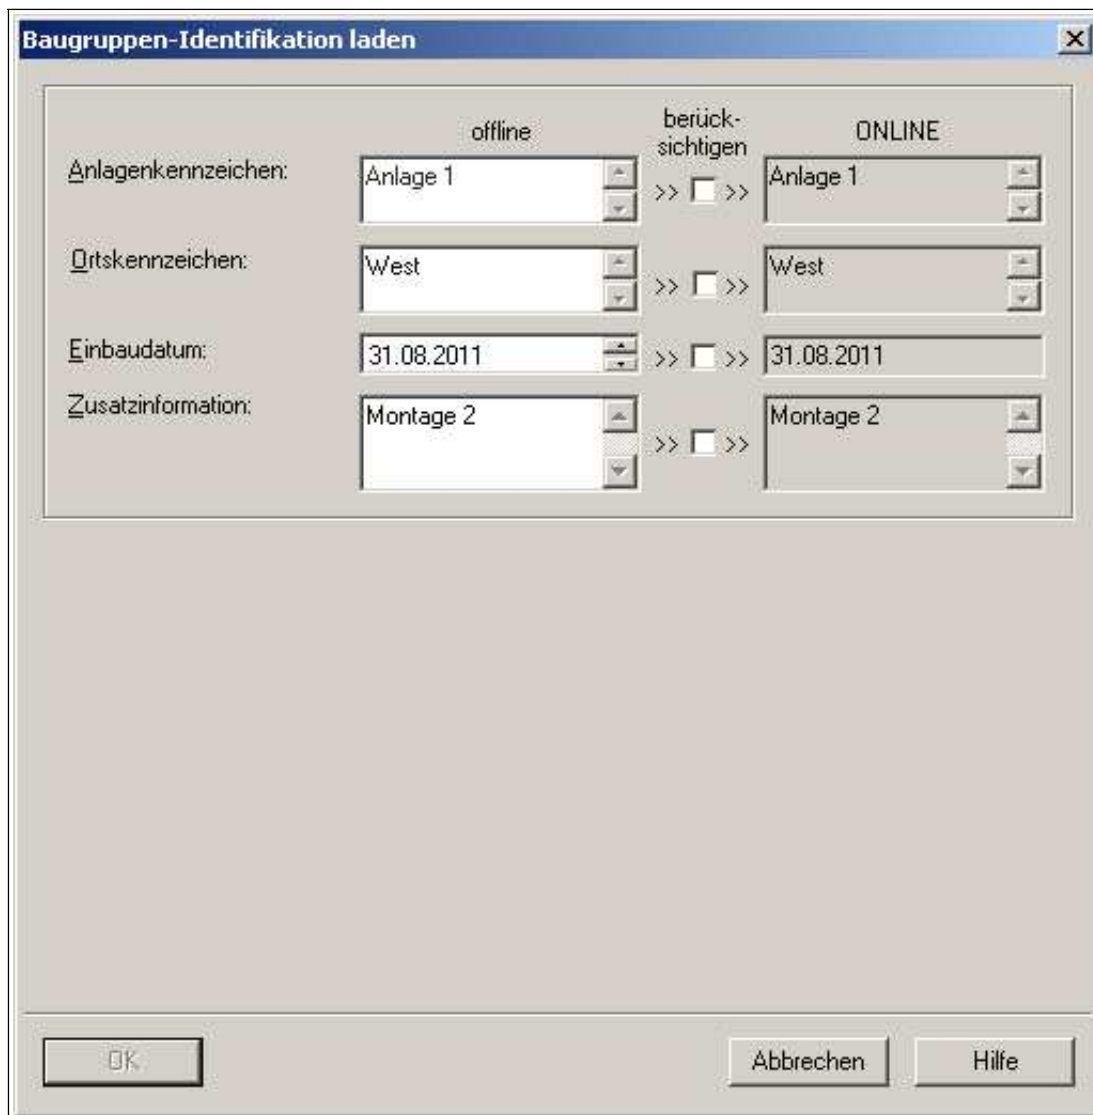 Baugruppen-Identifikation laden
offline
berück-
sichtigen
ONLINE
Anlagenkennzeichen:
Anlage 1
>>
>>
Anlage 1
Ortskennzeichen:
West
>>
>>
West
Einbaudatum:
31.08.2011
>>
>>
31.08.2011
Zusatzinformation:
Montage 2
>>
>>
Montage 2
OK
Abbrechen
Hilfe